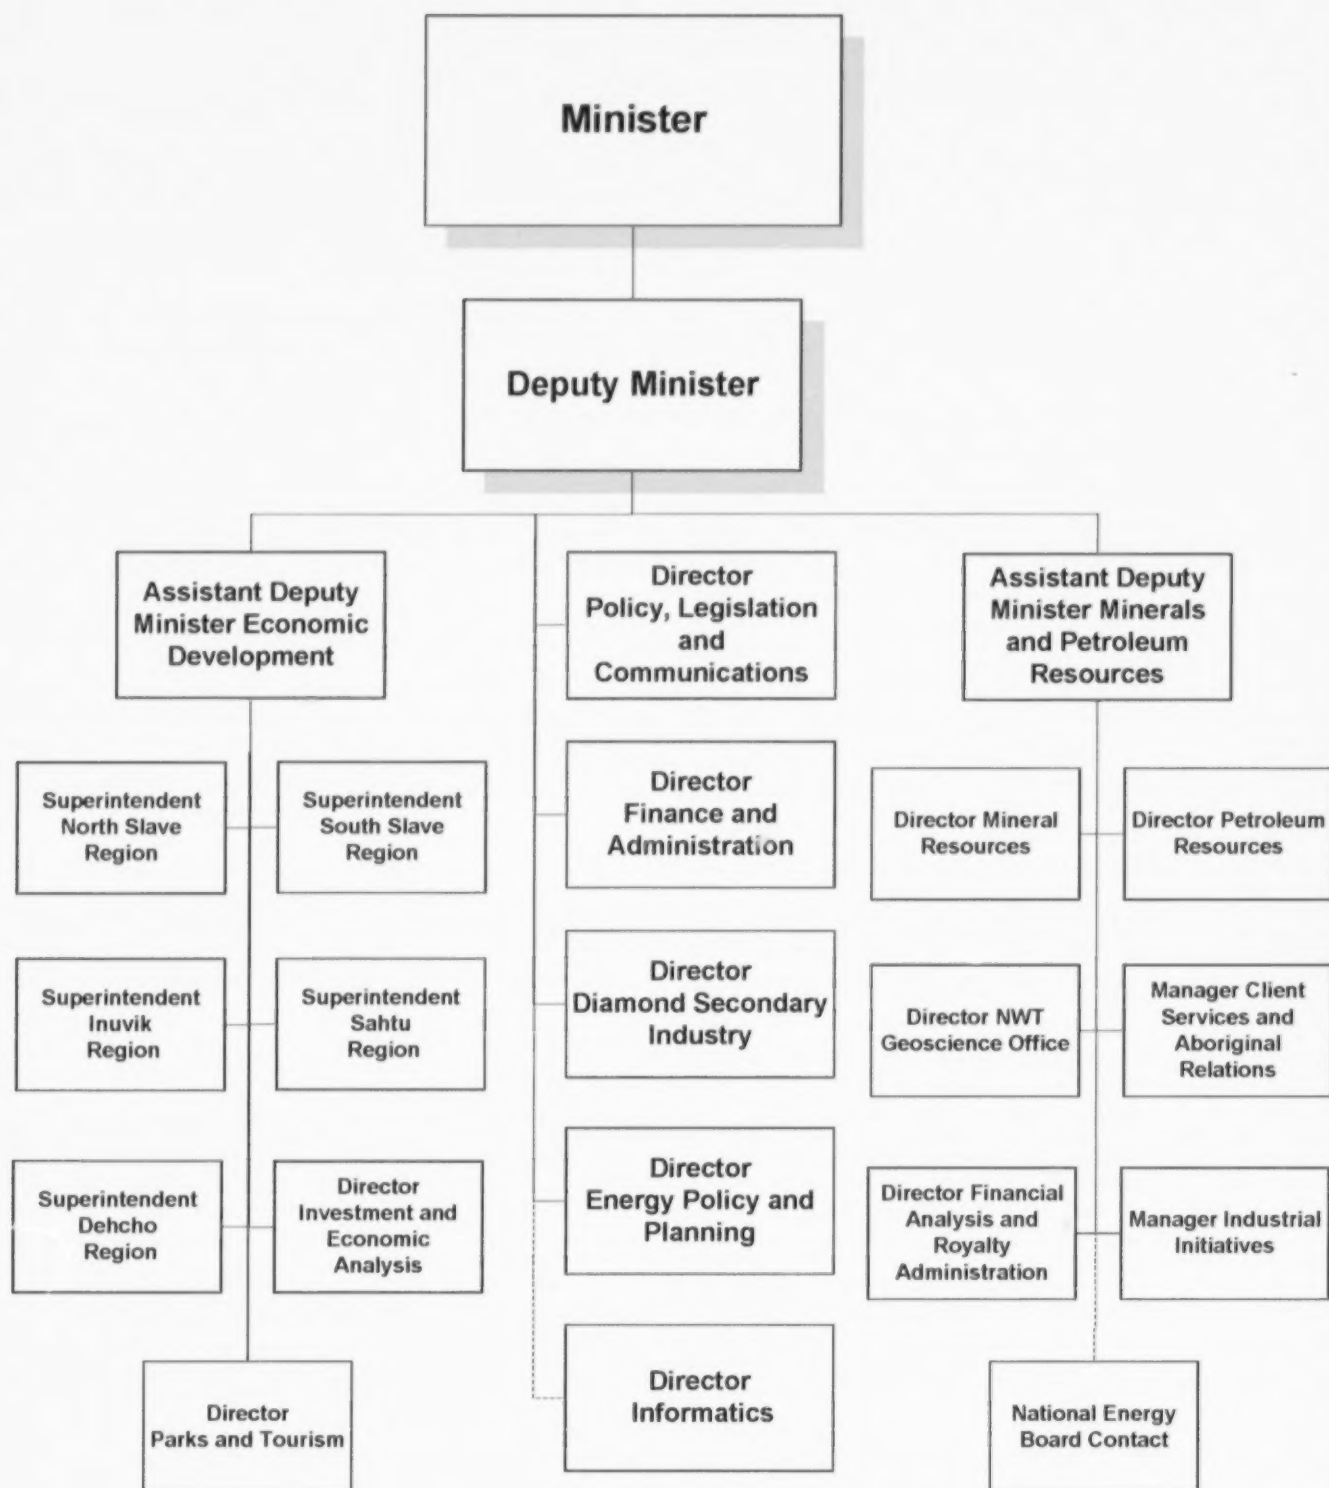 Minister
Deputy Minister
Assistant Deputy
Minister Economic
Development
Director
Policy, Legislation
and
Communications
Assistant Deputy
Minister Minerals
and Petroleum
Resources
Superintendent
North Slave
Region
Superintendent
South Slave
Region
Director
Finance and
Administration
Director Mineral
Resources
Director Petroleum
Resources
Superintendent
Inuvik
Region
Superintendent
Sahtu
Region
Director
Diamond Secondary
Industry
Director NWT
Geoscience Office
Manager Client
Services and
Aboriginal
Relations
Superintendent
Dehcho
Region
Director
Investment and
Economic
Analysis
Director
Energy Policy and
Planning
Director Financial
Analysis and
Royalty
Administration
Manager Industrial
Initiatives
Director
Parks and Tourism
Director
Informatics
National Energy
Board Contact